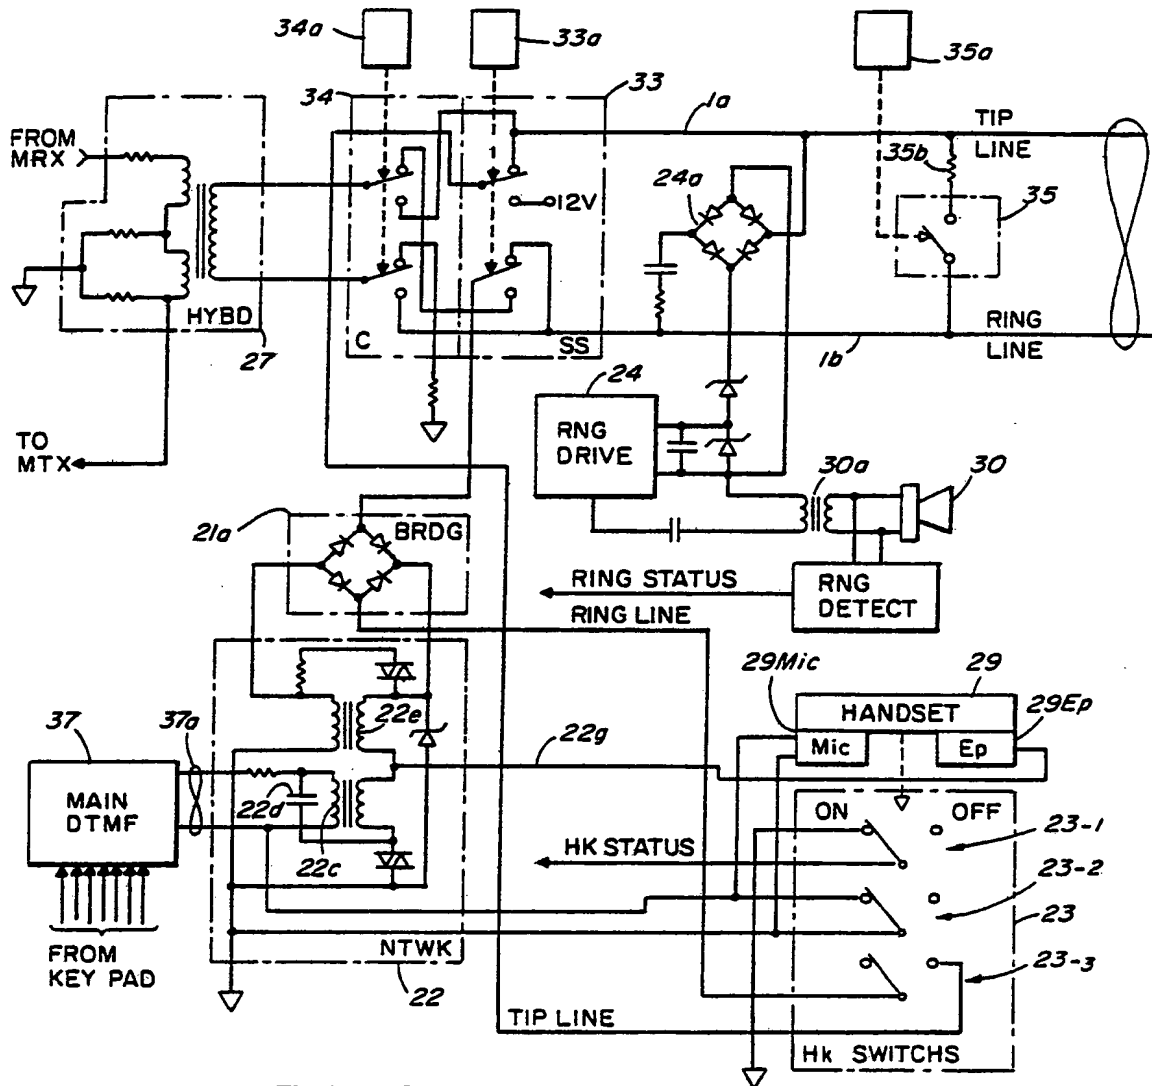 34a
33a
35a
34
33
1a
TIP
LINE
FROM
MRX
35b
24a
12V
35
HYBD
C
SS
RING
LINE
27
1b
24
TO
MTX
RNG
DRIVE
30a
30
21a
BRDG
RING STATUS
RNG
DETECT
RING LINE
29Mic
29
HANDSET
29Ep
Mic
Ep
37
37a
22e
22g
MAIN
DTMF
22d
22c
ON
OFF
23-1
HK STATUS
23-2
23
FROM
KEY PAD
NTWK
22
23-3
TIP LINE
Hk SWITCHS